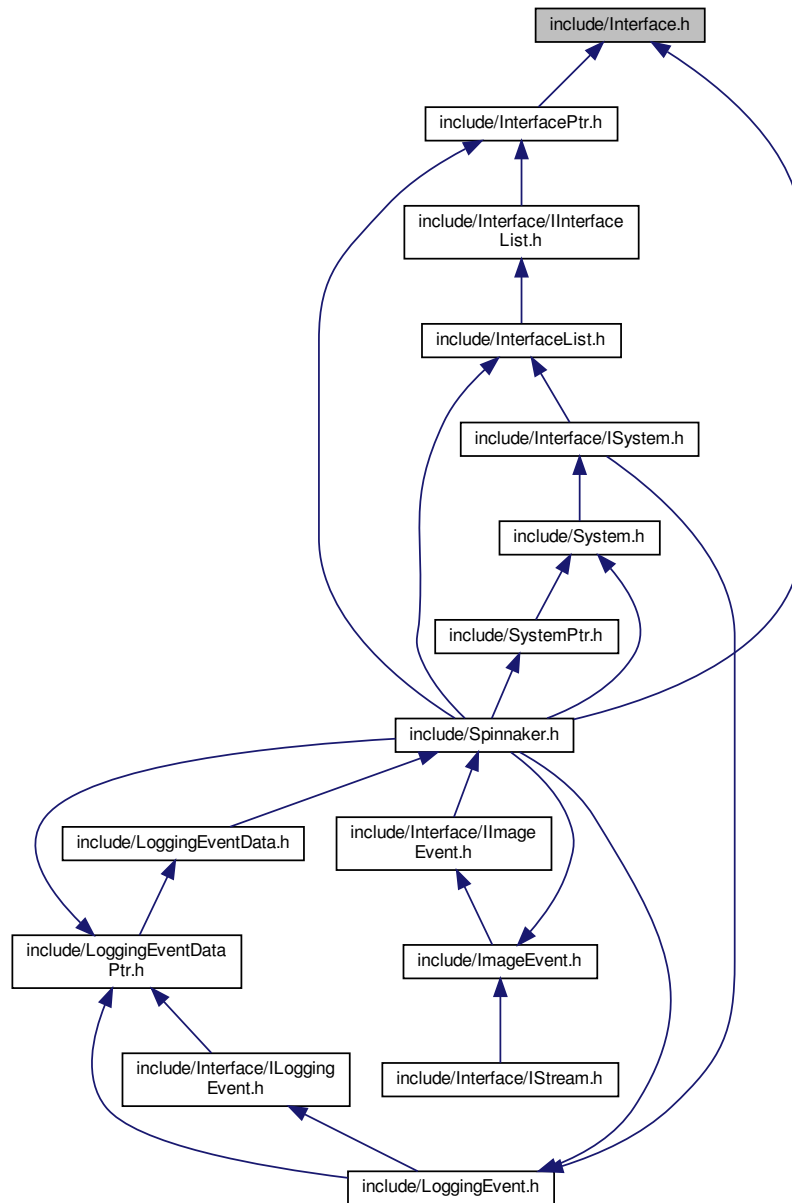 include/Interface.h
include/InterfacePtr.h
include/Interface/IInterface
List.h
include/InterfaceList.h
include/Interface/ISystem.h
include/System.h
include/SystemPtr.h
include/Spinnaker.h
include/LoggingEventData.h
include/Interface/IImage
Event.h
include/LoggingEventData
Ptr.h
include/ImageEvent.h
include/Interface/ILogging
Event.h
include/Interface/IStream.h
include/LoggingEvent.h